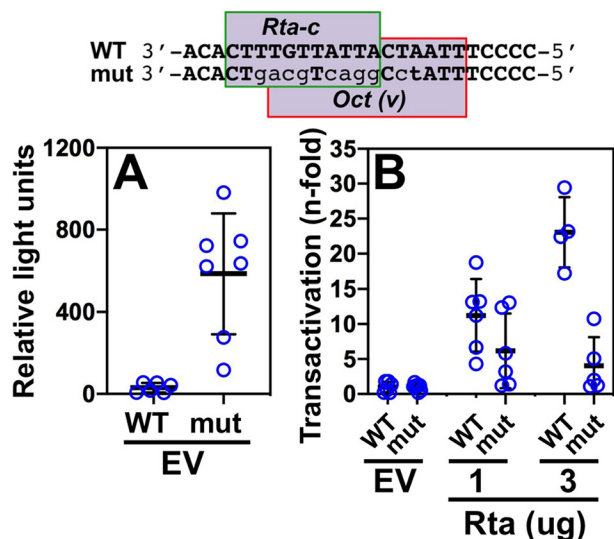 Rta-c
WT 3’-ACACTTTGTTATTACTAATTTCCCC-5’
mut 3’-ACACTgacgTcaggCctATTTCCCC-5’
Oct (v)
A
Relative light units
1200
800
400
0
WT mut
EV
B
Transactivation (n-fold)
35
30
25
20
15
10
5
0
WT mut WT mut WT mut
EV 1 3
Rta (ug)